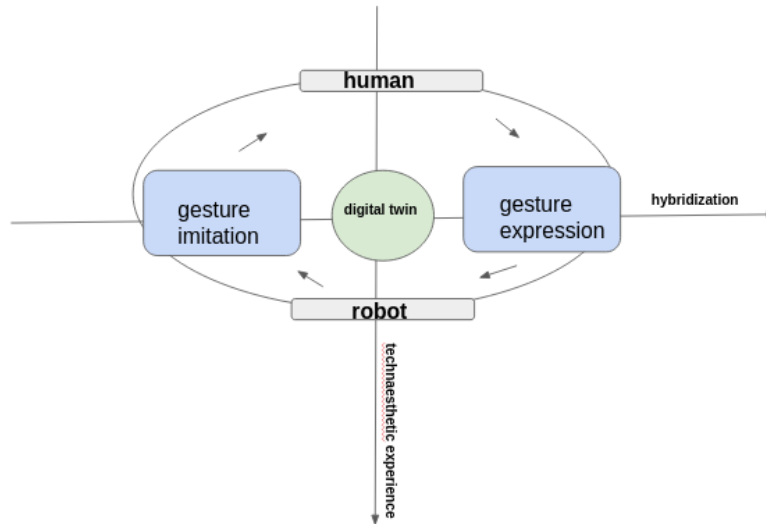 human
gesture
imitation
digital twin
gesture
expression
hybridization
robot
technaesthetic experience